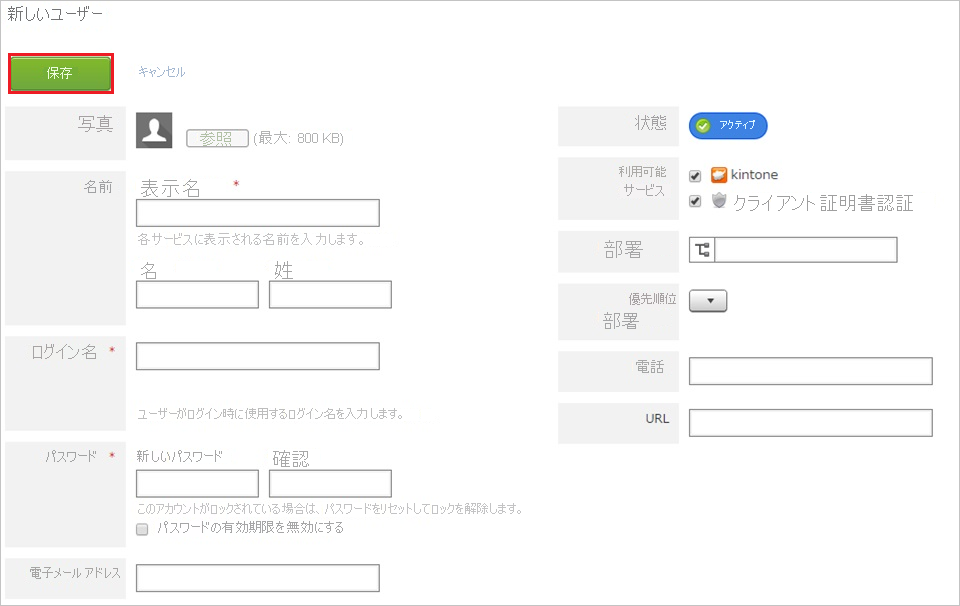 新しいユーザー
保存 キャンセル
写真
参照 (最大: 800 KB)
名前
表示名 *
各サービスに表示される名前を入力します。
名 姓
ログイン名 *
ユーザーがログイン時に使用するログイン名を入力します。
パスワード *
新しいパスワード 確認
このアカウントがロックされている場合は、パスワードをリセットしてロックを解除します。
パスワードの有効期限を無効にする
電子メール アドレス
状態 アクティブ
利用可能
サービス
kintone
クライアント証明書認証
部署
優先順位
部署
電話
URL